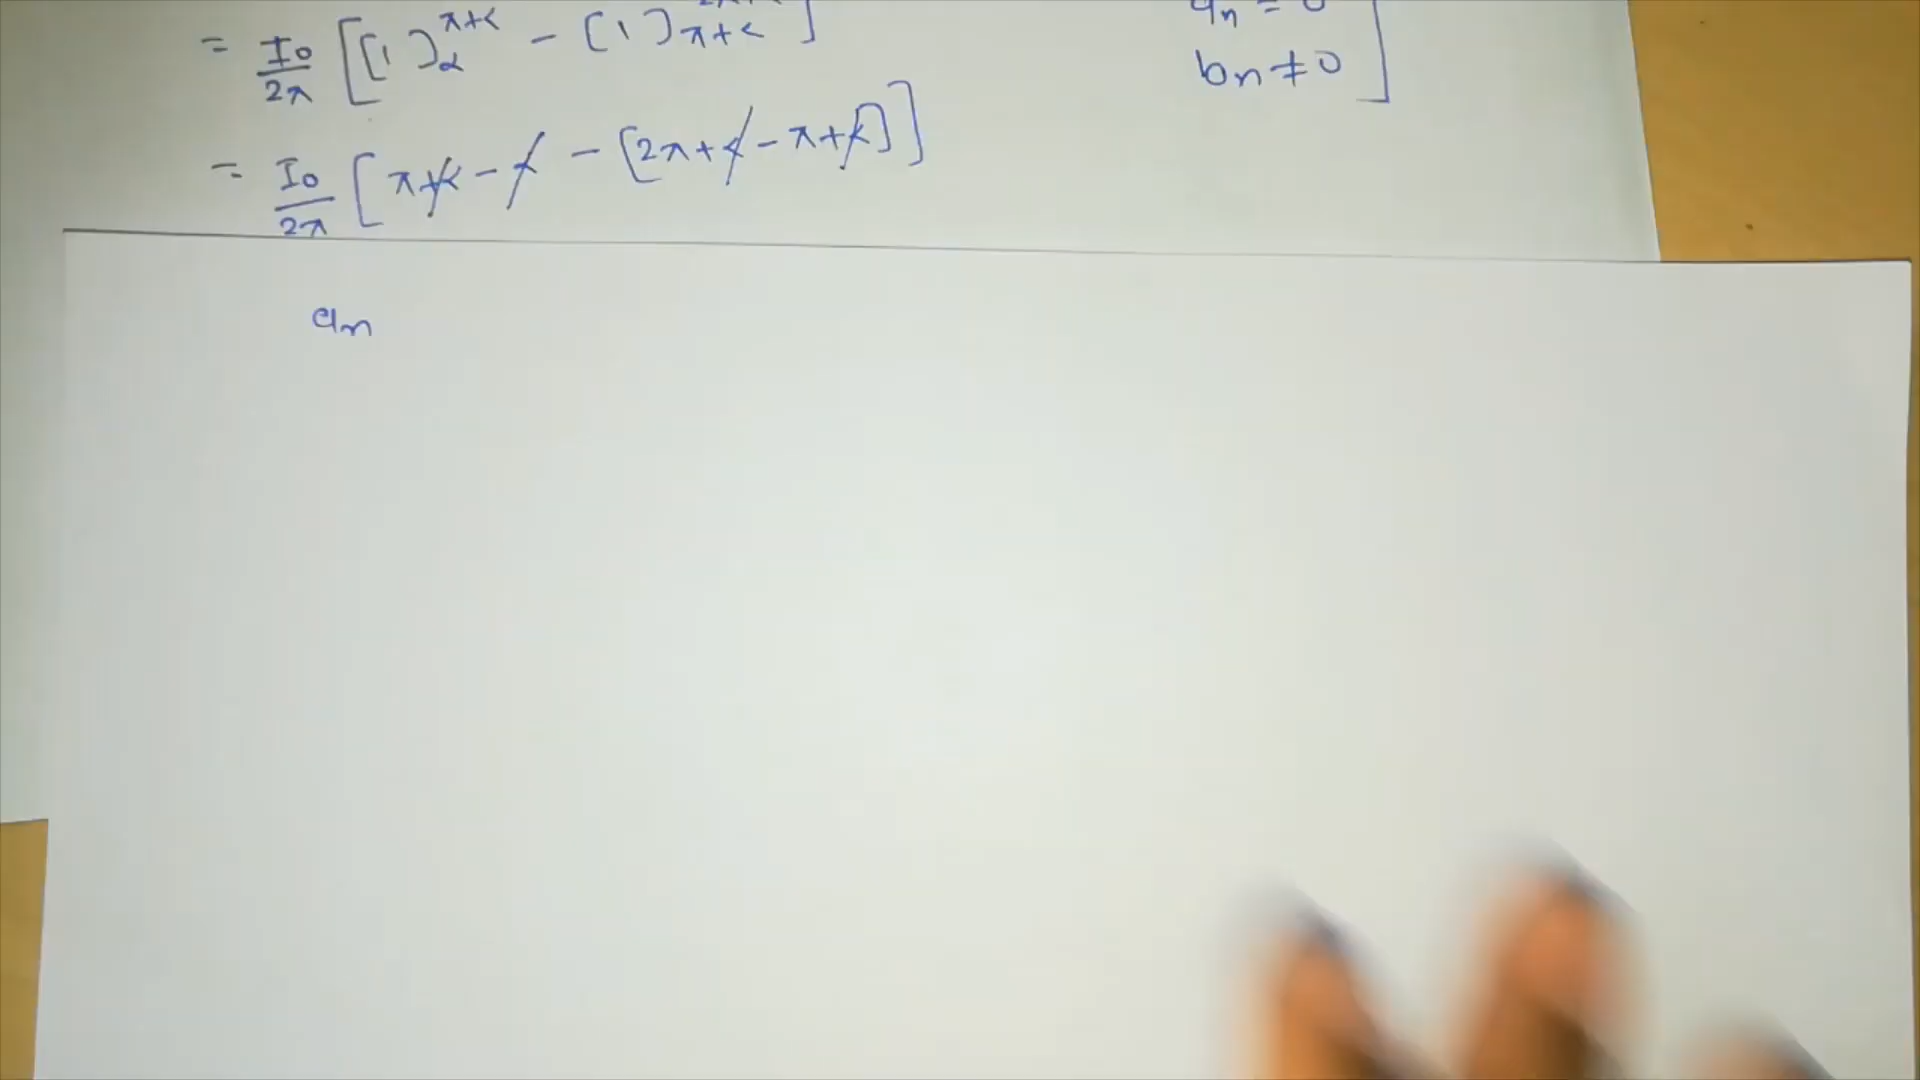 = I₀/2π [[1]_α^{π+α} - [1]_{π+α} ]
aₙ = 0
bₙ ≠ 0
= I₀/2π [π+α-α - [2π+α-π+α]]
aₙ